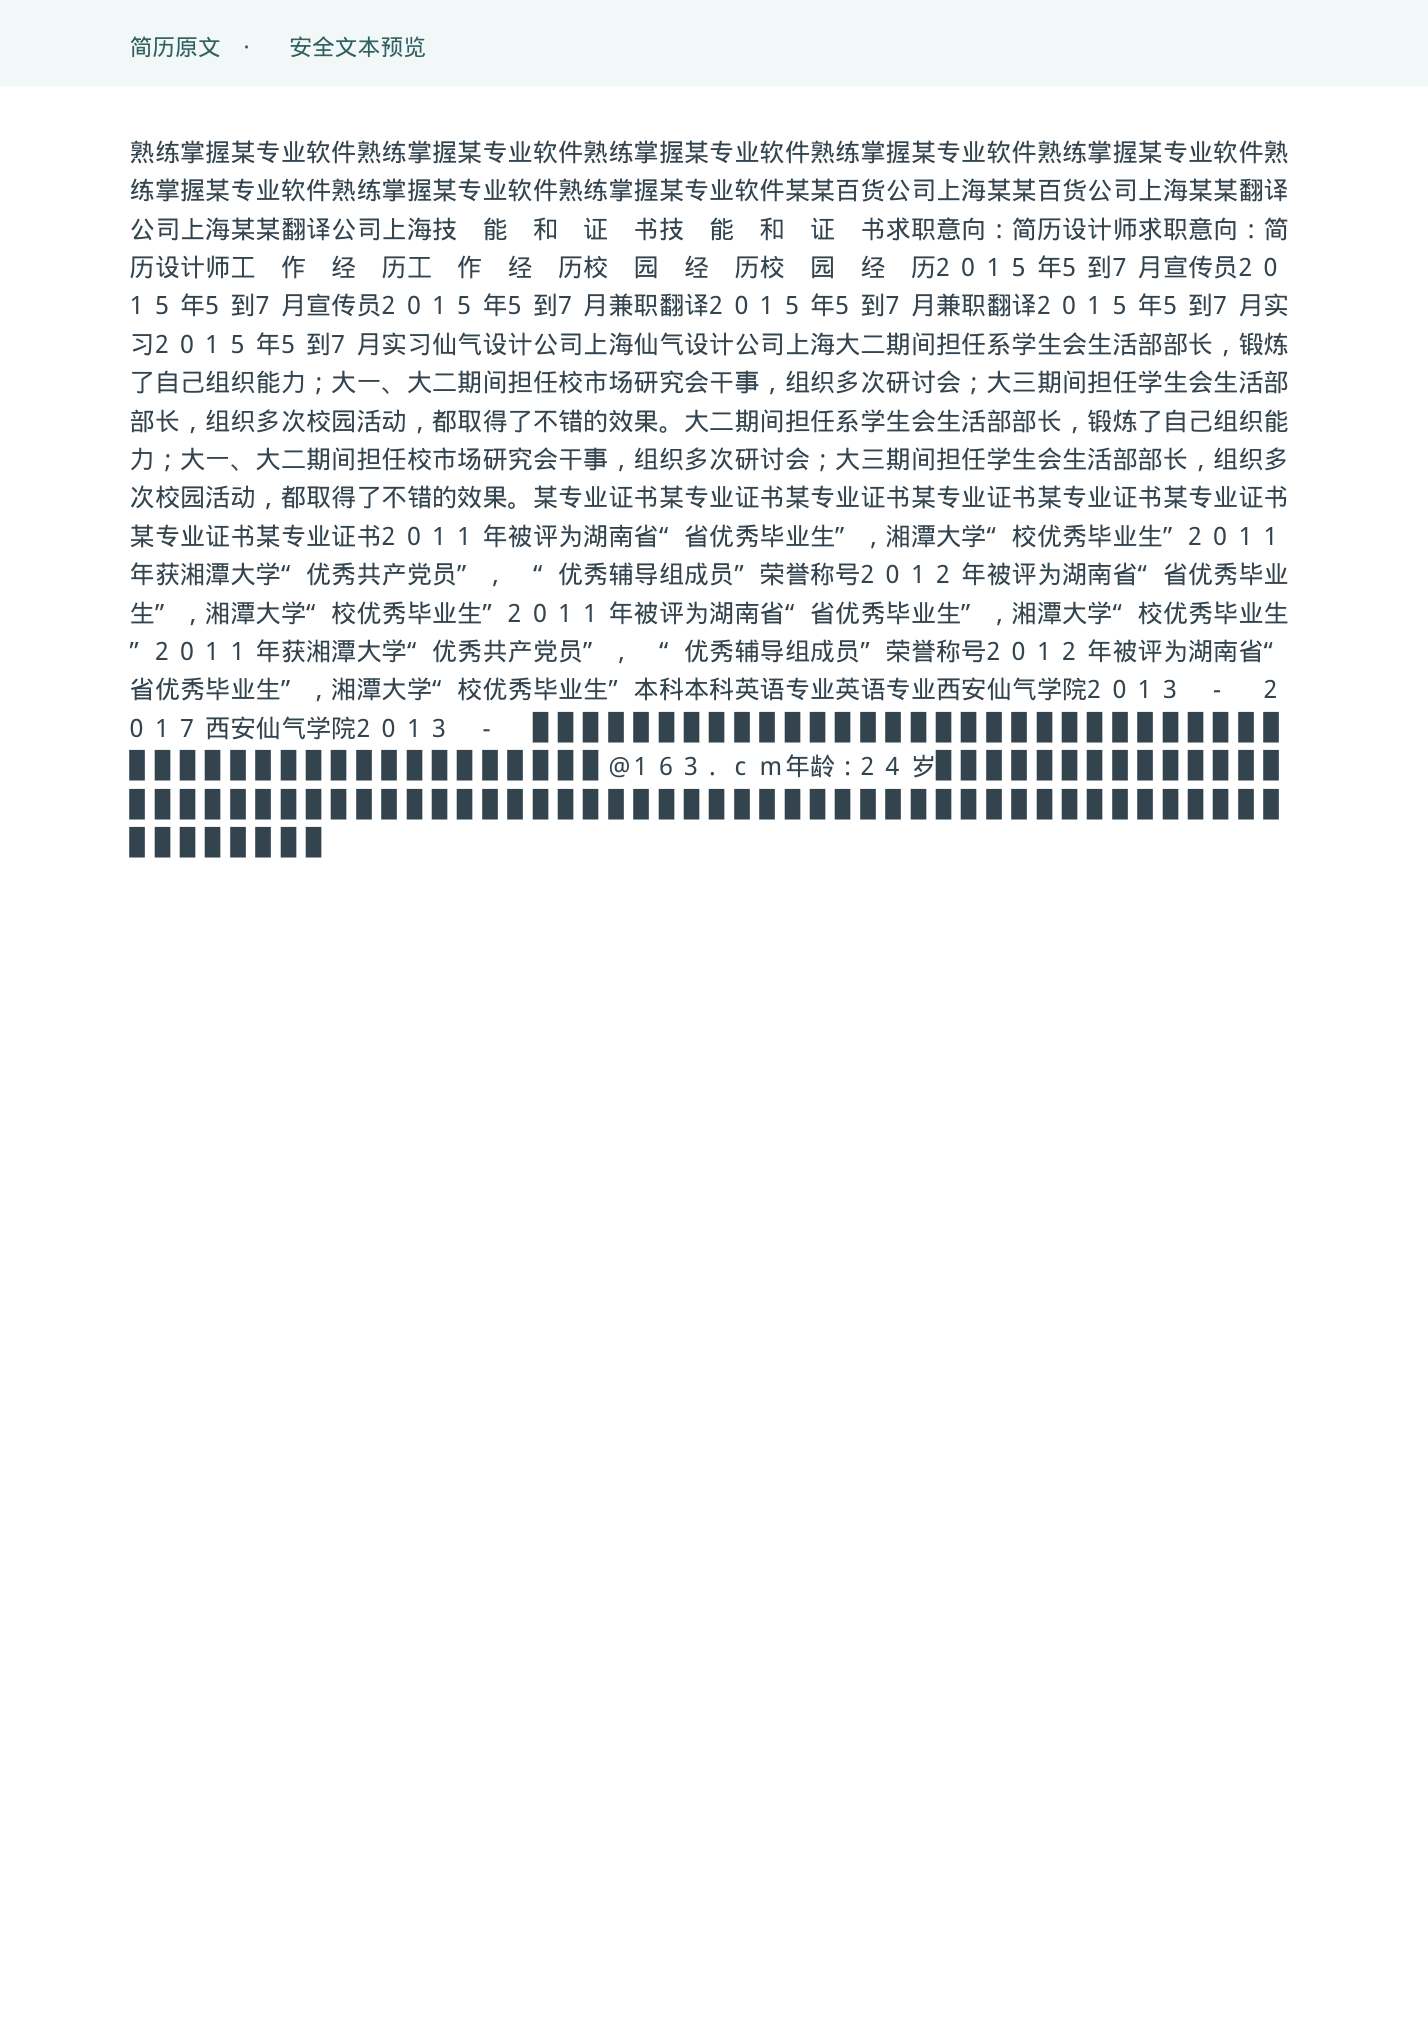 简历原文 · 安全文本预览
熟练掌握某专业软件熟练掌握某专业软件熟练掌握某专业软件熟练掌握某专业软件熟练掌握某专业软件熟
练掌握某专业软件熟练掌握某专业软件熟练掌握某专业软件某某百货公司上海某某百货公司上海某某翻译
公司上海某某翻译公司上海技 能 和 证 书技 能 和 证 书求职意向：简历设计师求职意向：简
历设计师工 作 经 历工 作 经 历校 园 经 历校 园 经 历2015年5到7月宣传员20
15年5到7月宣传员2015年5到7月兼职翻译2015年5到7月兼职翻译2015年5到7月实
习2015年5到7月实习仙气设计公司上海仙气设计公司上海大二期间担任系学生会生活部部长，锻炼
了自己组织能力；大一、大二期间担任校市场研究会干事，组织多次研讨会；大三期间担任学生会生活部
部长，组织多次校园活动，都取得了不错的效果。大二期间担任系学生会生活部部长，锻炼了自己组织能
力；大一、大二期间担任校市场研究会干事，组织多次研讨会；大三期间担任学生会生活部部长，组织多
次校园活动，都取得了不错的效果。某专业证书某专业证书某专业证书某专业证书某专业证书某专业证书
某专业证书某专业证书2011年被评为湖南省“省优秀毕业生” ，湘潭大学“校优秀毕业生”2011
年获湘潭大学“优秀共产党员” ， “优秀辅导组成员”荣誉称号2012年被评为湖南省“省优秀毕业
生” ，湘潭大学“校优秀毕业生”2011年被评为湖南省“省优秀毕业生” ，湘潭大学“校优秀毕业生
”2011年获湘潭大学“优秀共产党员” ， “优秀辅导组成员”荣誉称号2012年被评为湖南省“
省优秀毕业生” ，湘潭大学“校优秀毕业生”本科本科英语专业英语专业西安仙气学院2013 - 2
017西安仙气学院2013 -
@163.cm年龄：24岁